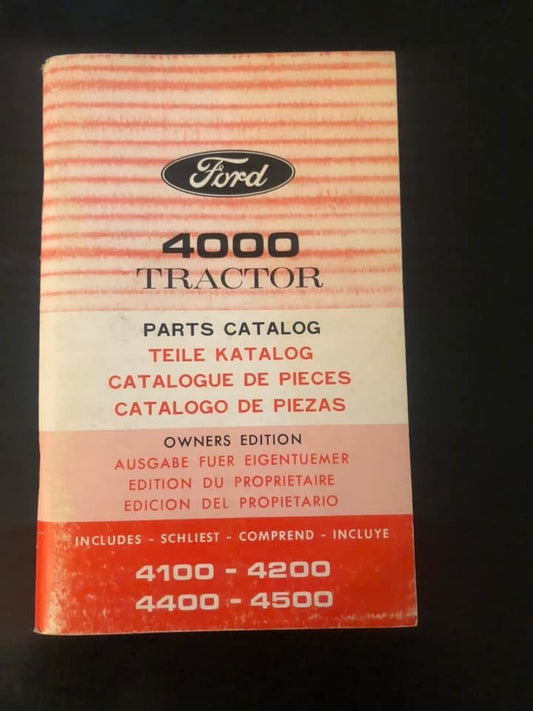 Ford
4000
TRACTOR
PARTS CATALOG
TEILE KATALOG
CATALOGUE DE PIECES
CATALOGO DE PIEZAS
OWNERS EDITION
AUSGABE FUER EIGENTUEMER
EDITION DU PROPRIETAIRE
EDICION DEL PROPIETARIO
INCLUDES - SCHLIEST - COMPREND - INCLUYE
4100 - 4200
4400 - 4500